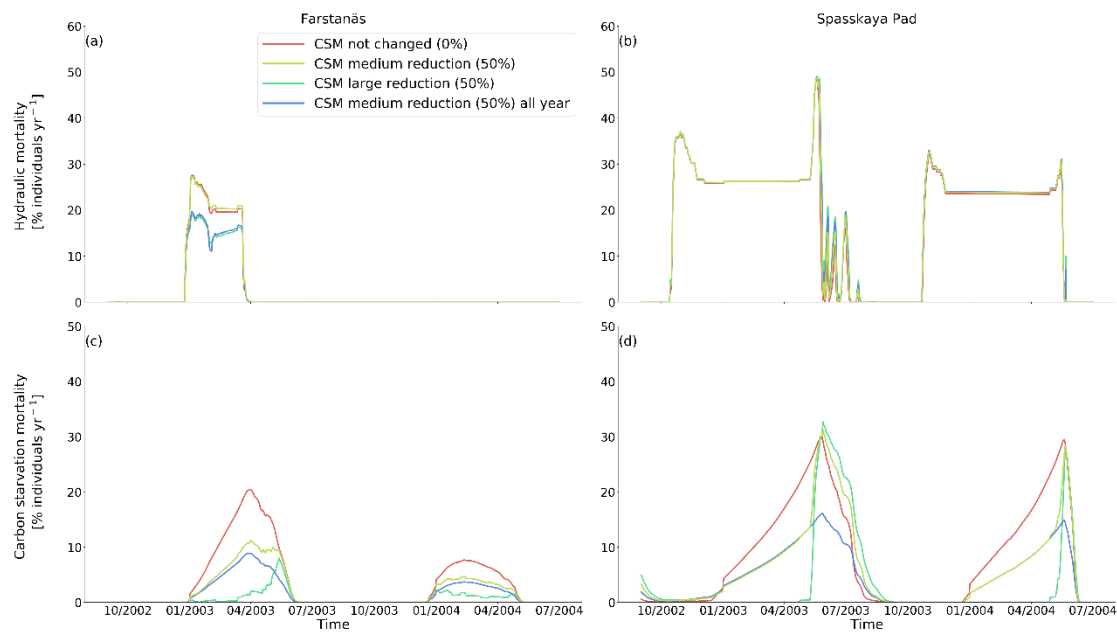 Farstanäs
Spasskaya Pad
60
50
40
30
20
10
0
Hydraulic mortality
[% individuals yr⁻¹]
(a)
CSM not changed (0%)
CSM medium reduction (50%)
CSM large reduction (50%)
CSM medium reduction (50%) all year
60
50
40
30
20
10
0
(b)
50
40
30
20
10
0
Carbon starvation mortality
[% individuals yr⁻¹]
(c)
10/2002 01/2003 04/2003 07/2003 10/2003 01/2004 04/2004 07/2004
Time
50
40
30
20
10
0
(d)
10/2002 01/2003 04/2003 07/2003 10/2003 01/2004 04/2004 07/2004
Time